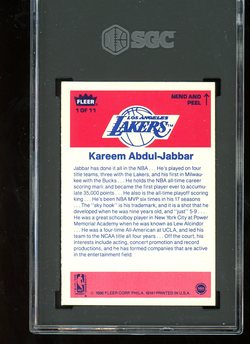 SGC
FLEER
1 OF 11
BEND AND
PEEL
LOS ANGELES
LAKERS
Kareem Abdul-Jabbar
Jabbar has done it all in the NBA . . . He's played on four
title teams, three with the Lakers, and his first in Milwau-
kee with the Bucks . . . He holds the NBA all-time career
scoring mark and became the first player ever to accumu-
late 35,000 points . . . He also is the all-time playoff scoring
king . . . He's been NBA MVP six times in his 17 seasons
. . . The "sky hook" is his trademark, and it is a shot that he
developed when he was nine years old, and "just" 5-9 . . .
He was a great schoolboy player in New York City at Power
Memorial Academy when he was known as Lew Alcindor
. . . He was a four-time All-American at UCLA, and led his
team to the NCAA title all four years . . . Off the court, his
interests include acting, concert promotion and record
productions, and he has formed companies that are active
in the entertainment field.
NBA
© 1986 FLEER CORP. PHILA. 19141 PRINTED IN U.S.A.